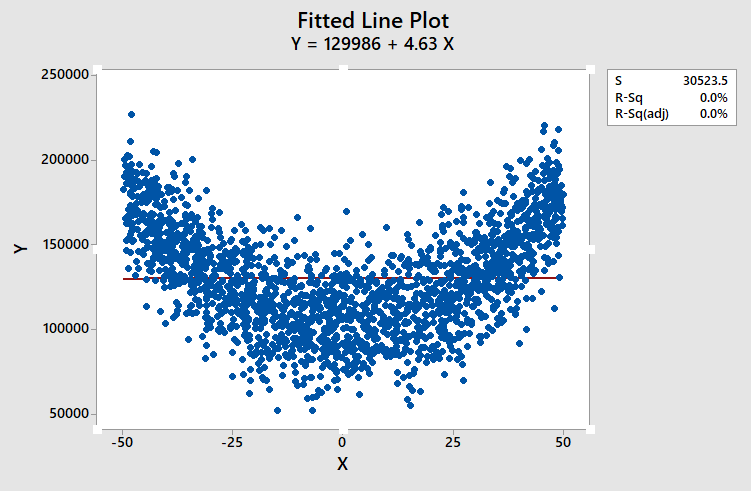 Fitted Line Plot
Y = 129986 + 4.63 X
S 30523.5
R-Sq 0.0%
R-Sq(adj) 0.0%
250000
200000
150000
100000
50000
Y
-50 -25 0 25 50
X